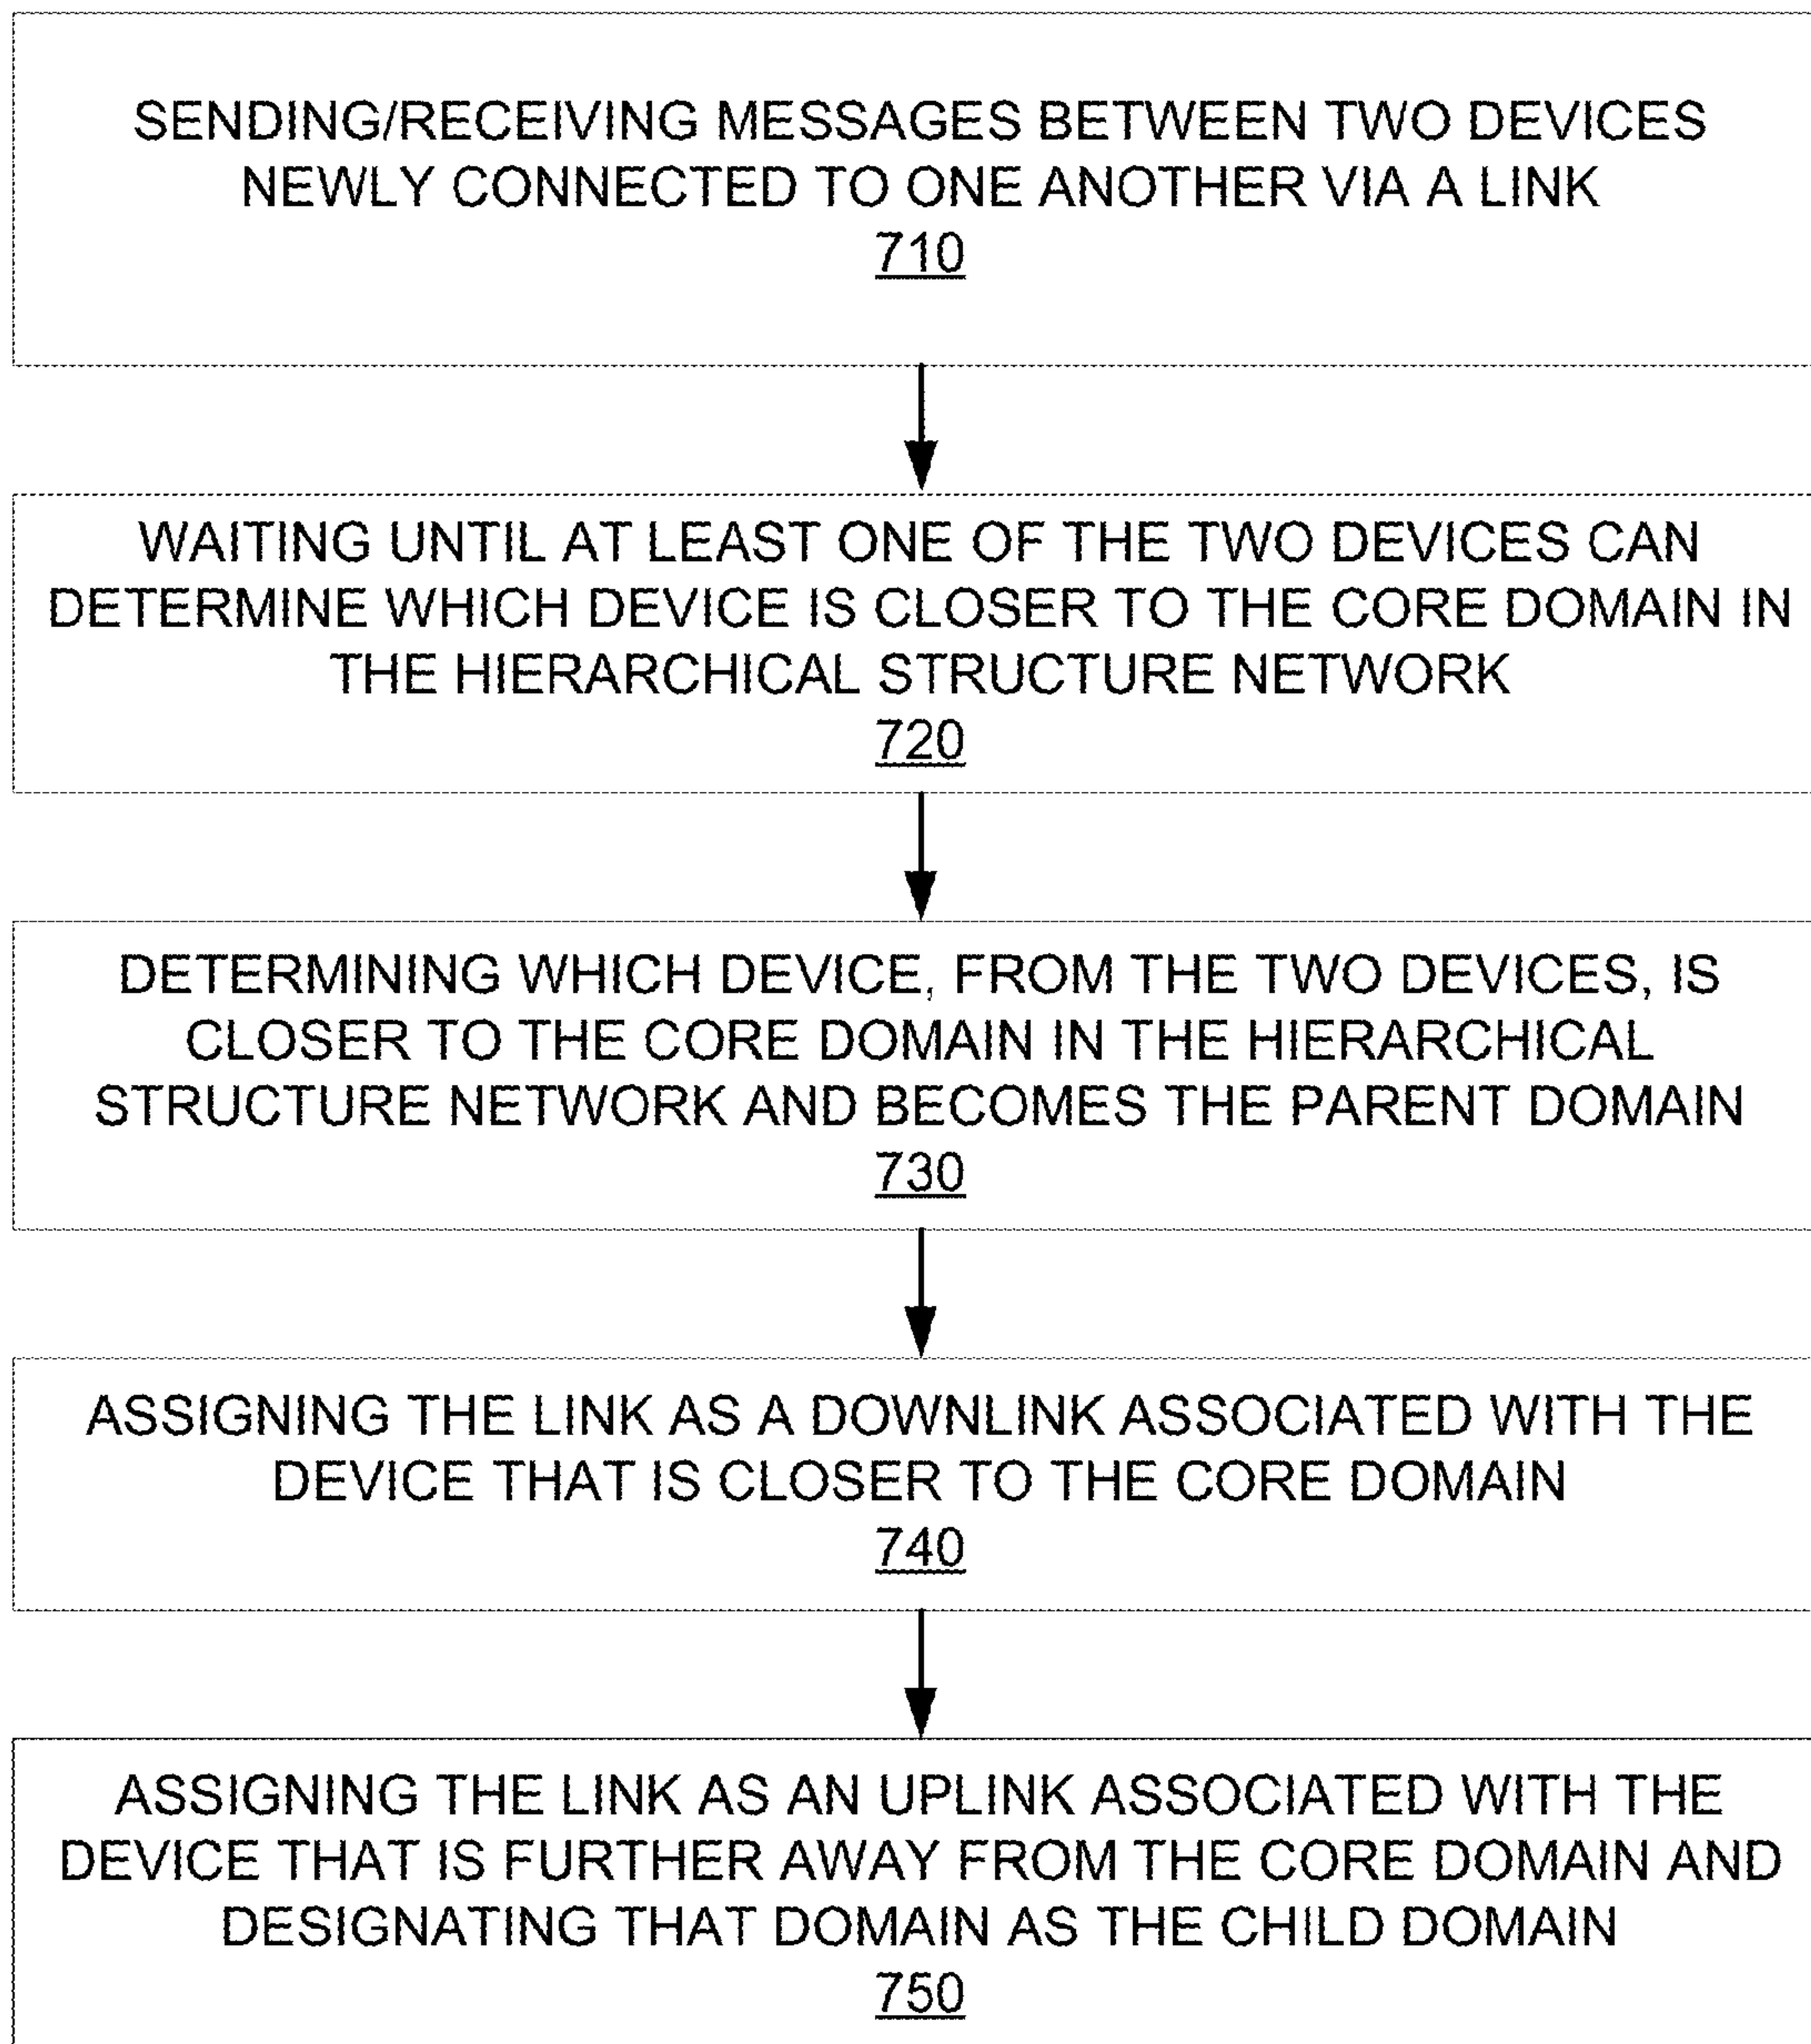 SENDING/RECEIVING MESSAGES BETWEEN TWO DEVICES
NEWLY CONNECTED TO ONE ANOTHER VIA A LINK
710
WAITING UNTIL AT LEAST ONE OF THE TWO DEVICES CAN
DETERMINE WHICH DEVICE IS CLOSER TO THE CORE DOMAIN IN
THE HIERARCHICAL STRUCTURE NETWORK
720
DETERMINING WHICH DEVICE, FROM THE TWO DEVICES, IS
CLOSER TO THE CORE DOMAIN IN THE HIERARCHICAL
STRUCTURE NETWORK AND BECOMES THE PARENT DOMAIN
730
ASSIGNING THE LINK AS A DOWNLINK ASSOCIATED WITH THE
DEVICE THAT IS CLOSER TO THE CORE DOMAIN
740
ASSIGNING THE LINK AS AN UPLINK ASSOCIATED WITH THE
DEVICE THAT IS FURTHER AWAY FROM THE CORE DOMAIN AND
DESIGNATING THAT DOMAIN AS THE CHILD DOMAIN
750